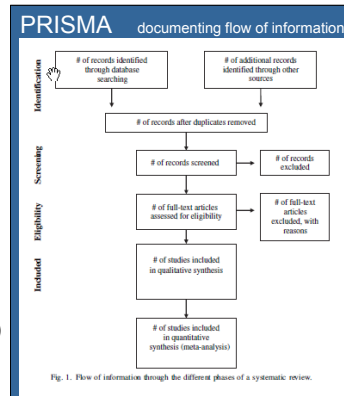 PRISMA documenting flow of information
Identification
# of records identified
through database
searching
# of additional records
identified through other
sources
# of records after duplicates removed
Screening
# of records screened
# of records
excluded
Eligibility
# of full-text articles
assessed for eligibility
# of full-text
articles
excluded, with
reasons
Included
# of studies included
in qualitative synthesis
# of studies included
in quantitative
synthesis (meta-analysis)
Fig. 1. Flow of information through the different phases of a systematic review.